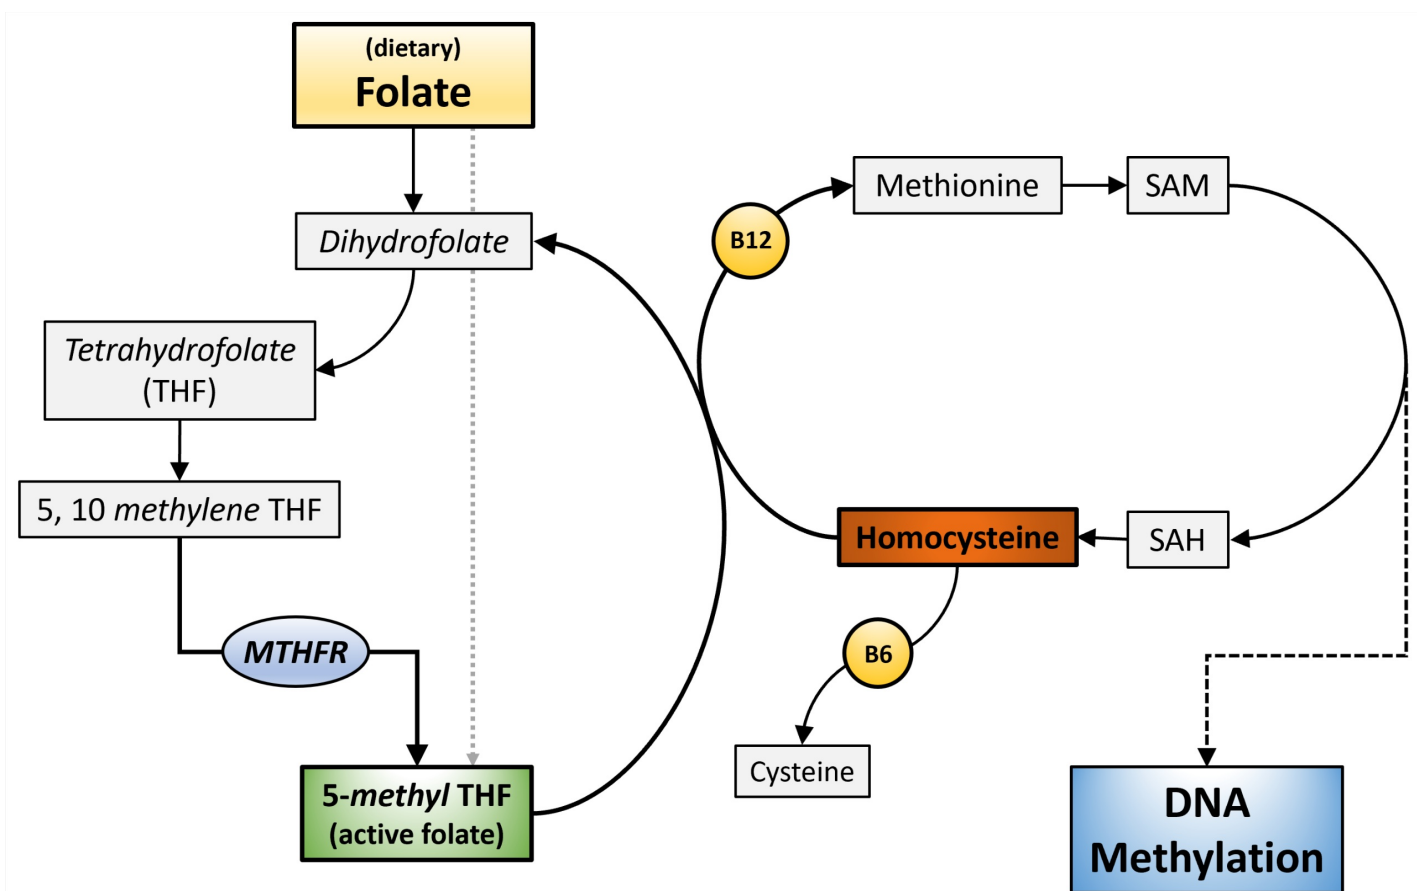 (dietary)
Folate
Dihydrofolate
Tetrahydrofolate
(THF)
5, 10 methylene THF
MTHFR
5-methyl THF
(active folate)
B12
Methionine
SAM
Homocysteine
SAH
B6
Cysteine
DNA
Methylation